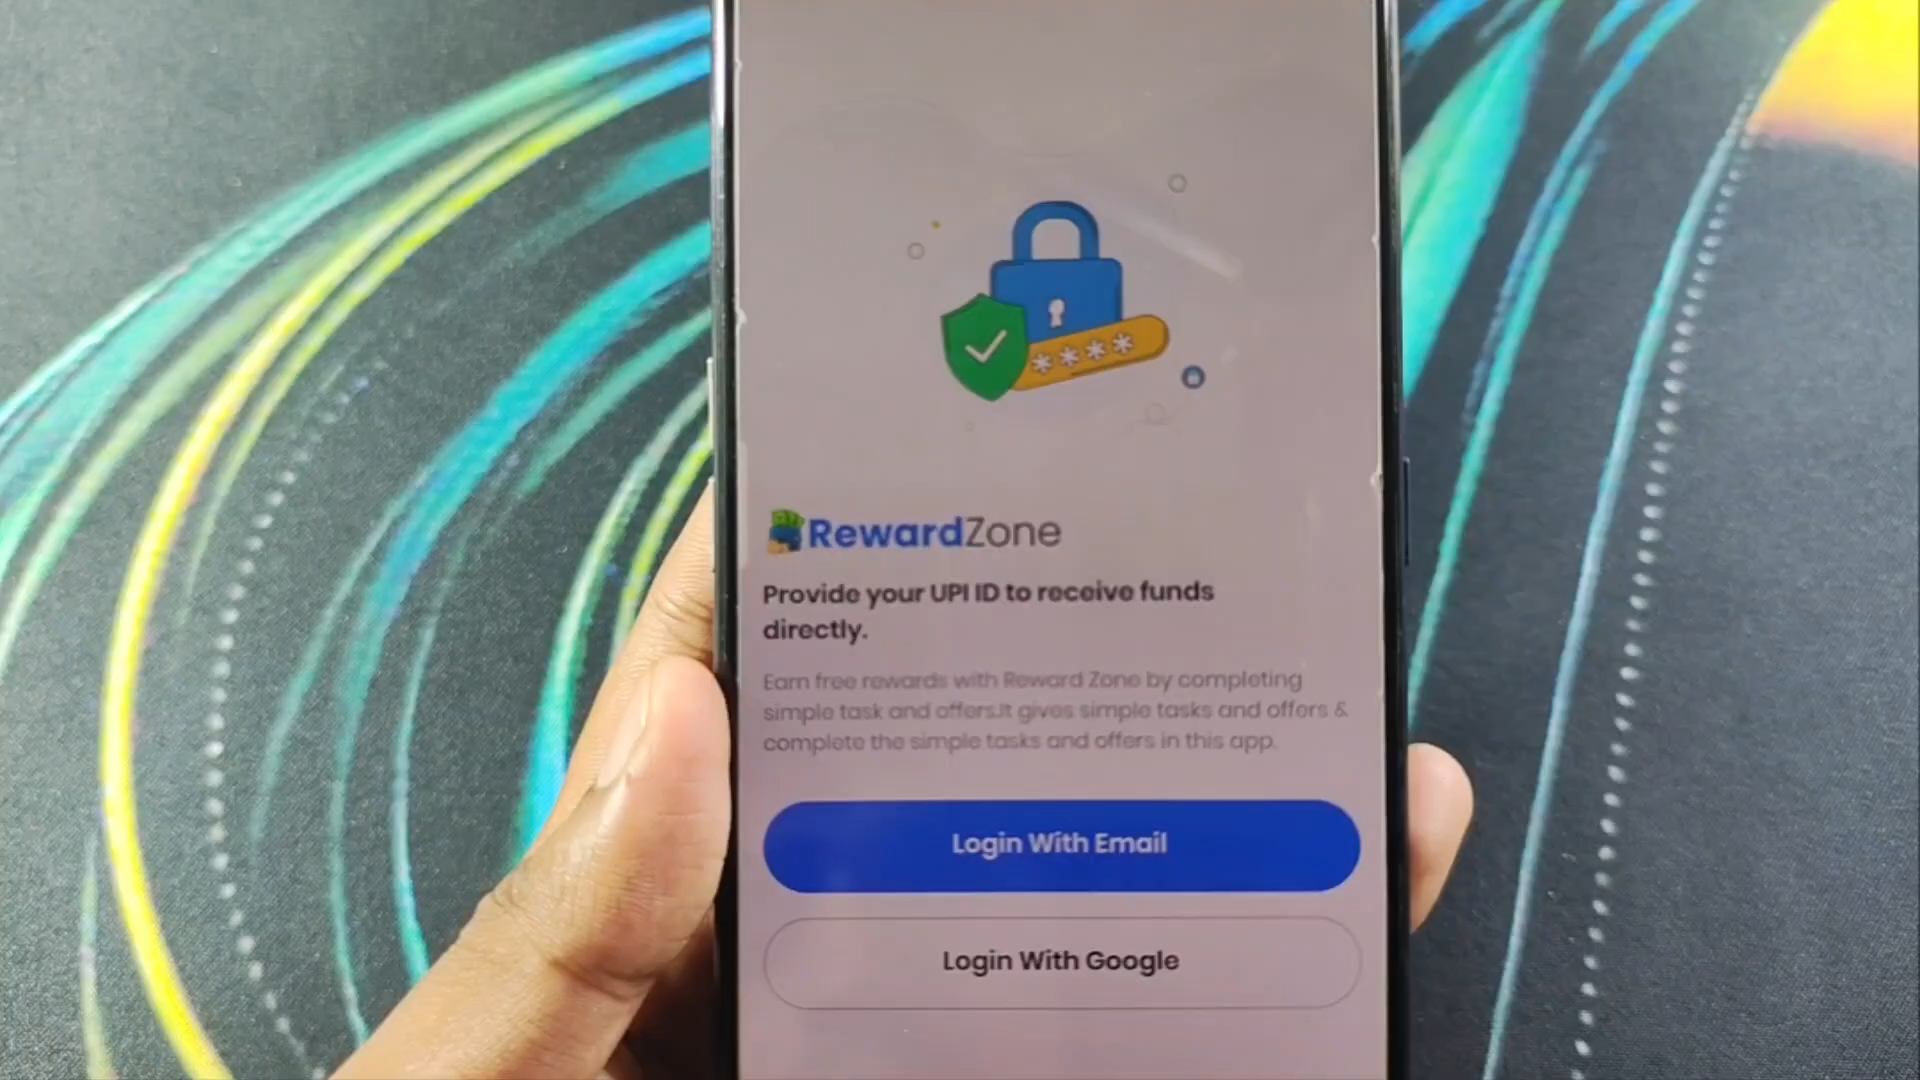 RewardZone
Provide your UPI ID to receive funds
directly.
Earn free rewards with Reward Zone by completing
simple task and offers.It gives simple tasks and offers &
complete the simple tasks and offers in this app.
Login With Email
Login With Google